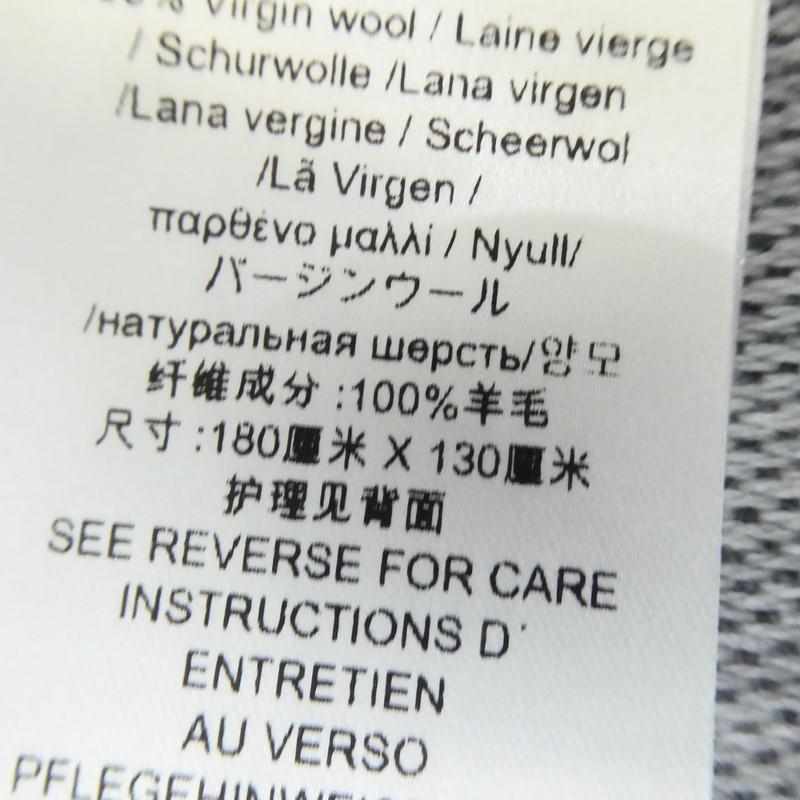 % Virgin wool / Laine vierge
/ Schurwolle /Lana virgen
/Lana vergine / Scheerwol
/Lã Virgen /
παρθένο μαλλί / Nyull/
バージンウール
/натуральная шерсть/양모
纤维成分 :100%羊毛
尺寸 :180厘米 X 130厘米
护理见背面
SEE REVERSE FOR CARE
INSTRUCTIONS D'
ENTRETIEN
AU VERSO
PFLEGEHINWEISE